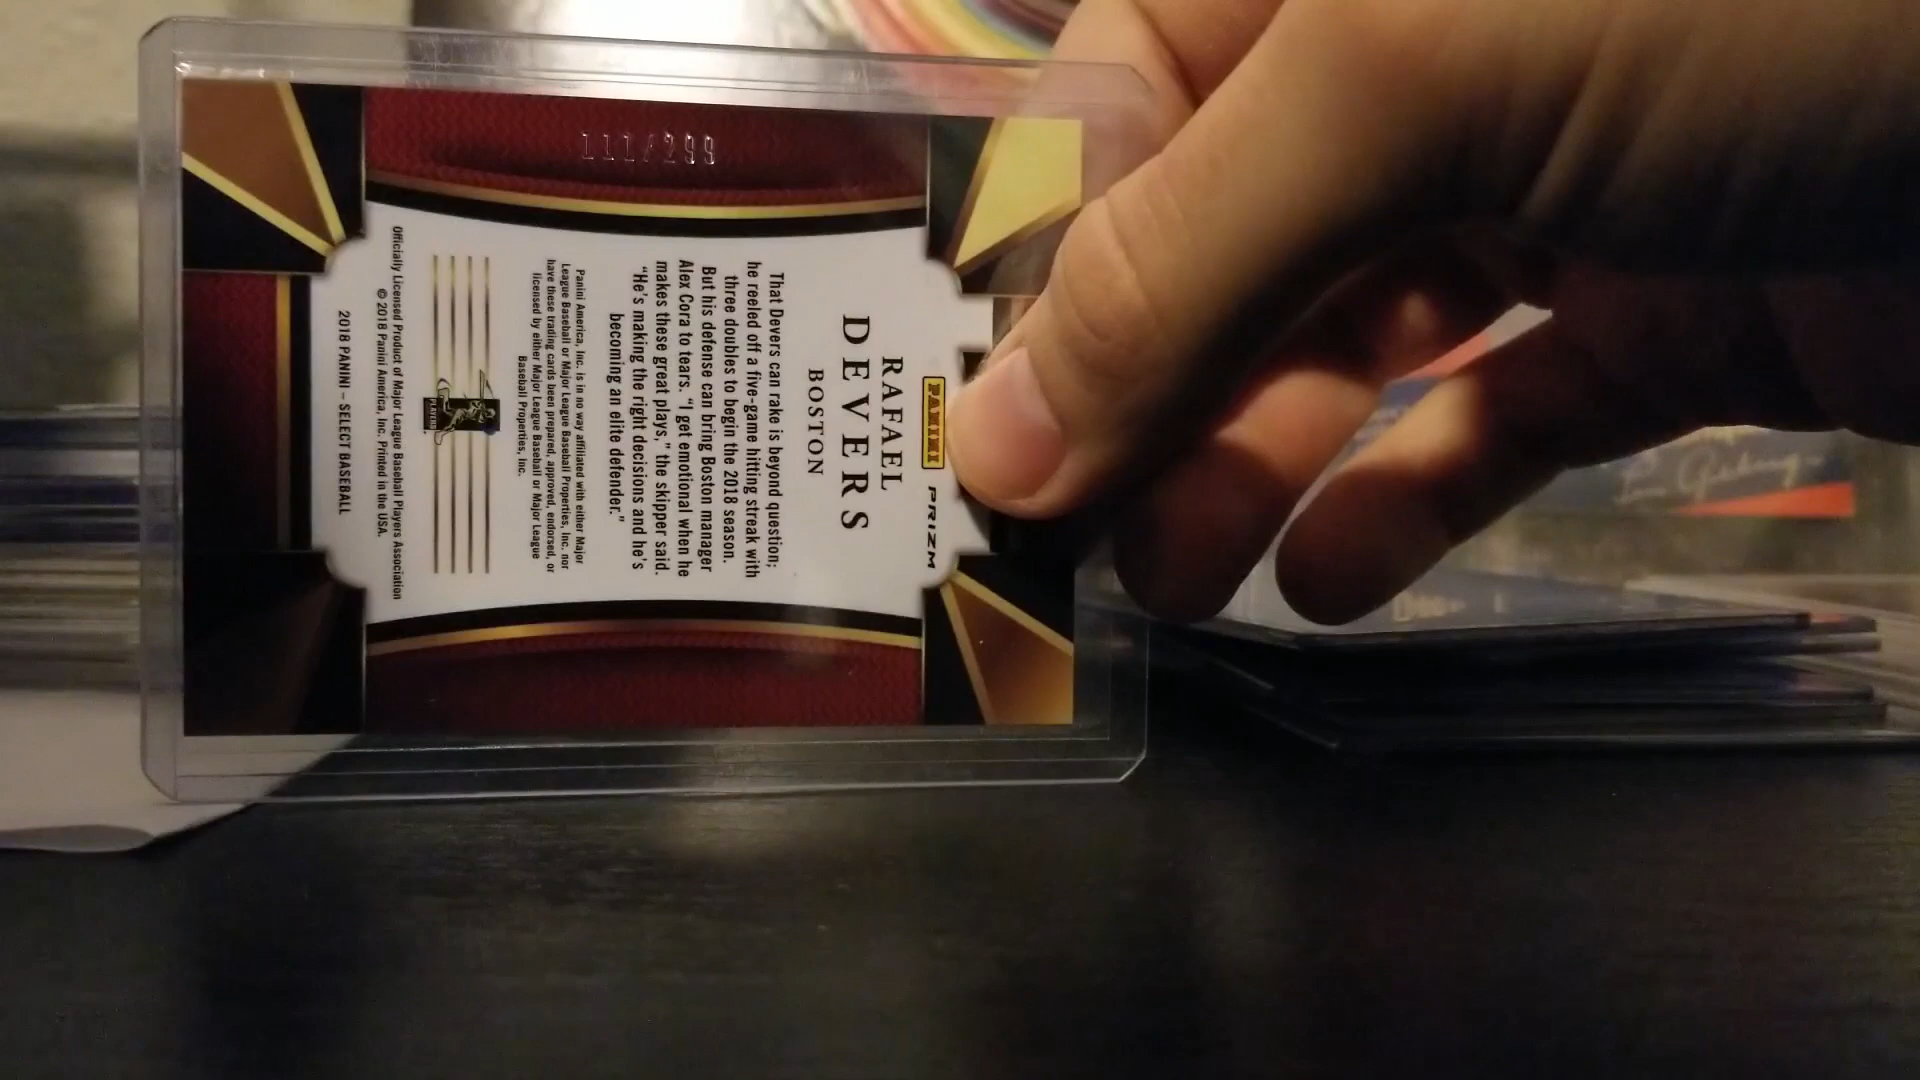 111/299
PANINI PRIZM
RAFAEL
DEVERS
BOSTON
That Devers can rake is beyond question;
he reeled off a five-game hitting streak with
three doubles to begin the 2018 season.
But his defense can bring Boston manager
Alex Cora to tears. “I get emotional when he
makes these great plays,” the skipper said.
“He's making the right decisions and he's
becoming an elite defender.”
Panini America, Inc. is in no way affiliated with either Major
League Baseball or Major League Baseball Properties, Inc. nor
have these trading cards been prepared, approved, endorsed, or
licensed by either Major League Baseball or Major League
Baseball Properties, Inc.
PLAYERS
Officially Licensed Product of Major League Baseball Players Association
© 2018 Panini America, Inc. Printed in the USA.
2018 PANINI – SELECT BASEBALL